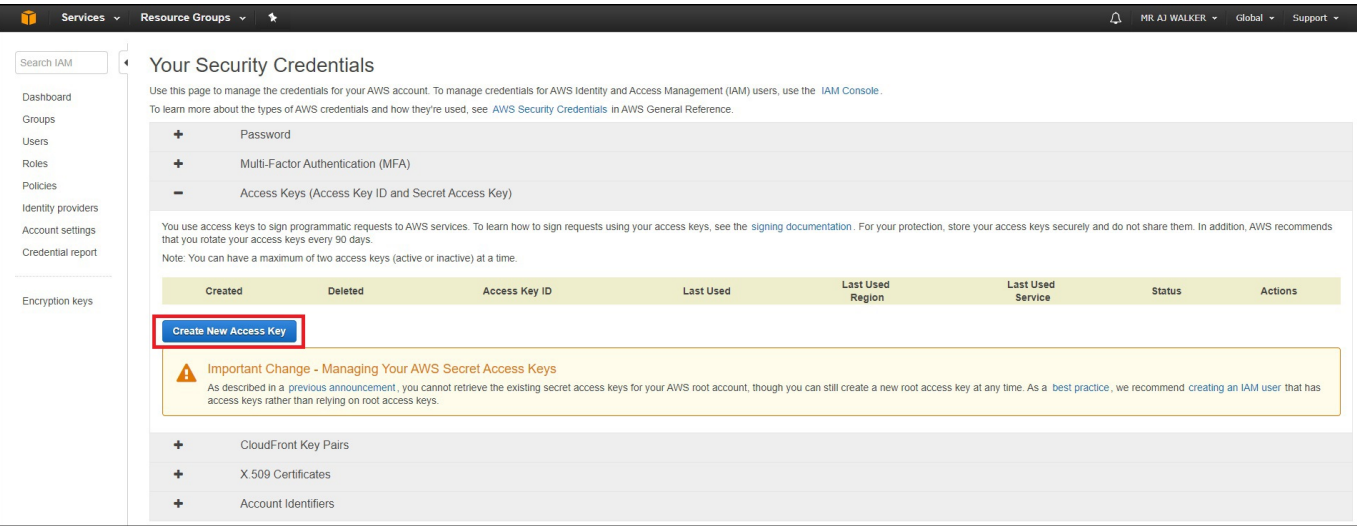 Services Resource Groups MR AJ WALKER Global Support
Search IAM
Dashboard
Groups
Users
Roles
Policies
Identity providers
Account settings
Credential report
Encryption keys
Your Security Credentials
Use this page to manage the credentials for your AWS account. To manage credentials for AWS Identity and Access Management (IAM) users, use the IAM Console.
To learn more about the types of AWS credentials and how they're used, see AWS Security Credentials in AWS General Reference.
+ Password
+ Multi-Factor Authentication (MFA)
− Access Keys (Access Key ID and Secret Access Key)
You use access keys to sign programmatic requests to AWS services. To learn how to sign requests using your access keys, see the signing documentation. For your protection, store your access keys securely and do not share them. In addition, AWS recommends
that you rotate your access keys every 90 days.
Note: You can have a maximum of two access keys (active or inactive) at a time.
Created Deleted Access Key ID Last Used Last Used Region Last Used Service Status Actions
Create New Access Key
Important Change - Managing Your AWS Secret Access Keys
As described in a previous announcement, you cannot retrieve the existing secret access keys for your AWS root account, though you can still create a new root access key at any time. As a best practice, we recommend creating an IAM user that has
access keys rather than relying on root access keys.
+ CloudFront Key Pairs
+ X.509 Certificates
+ Account Identifiers